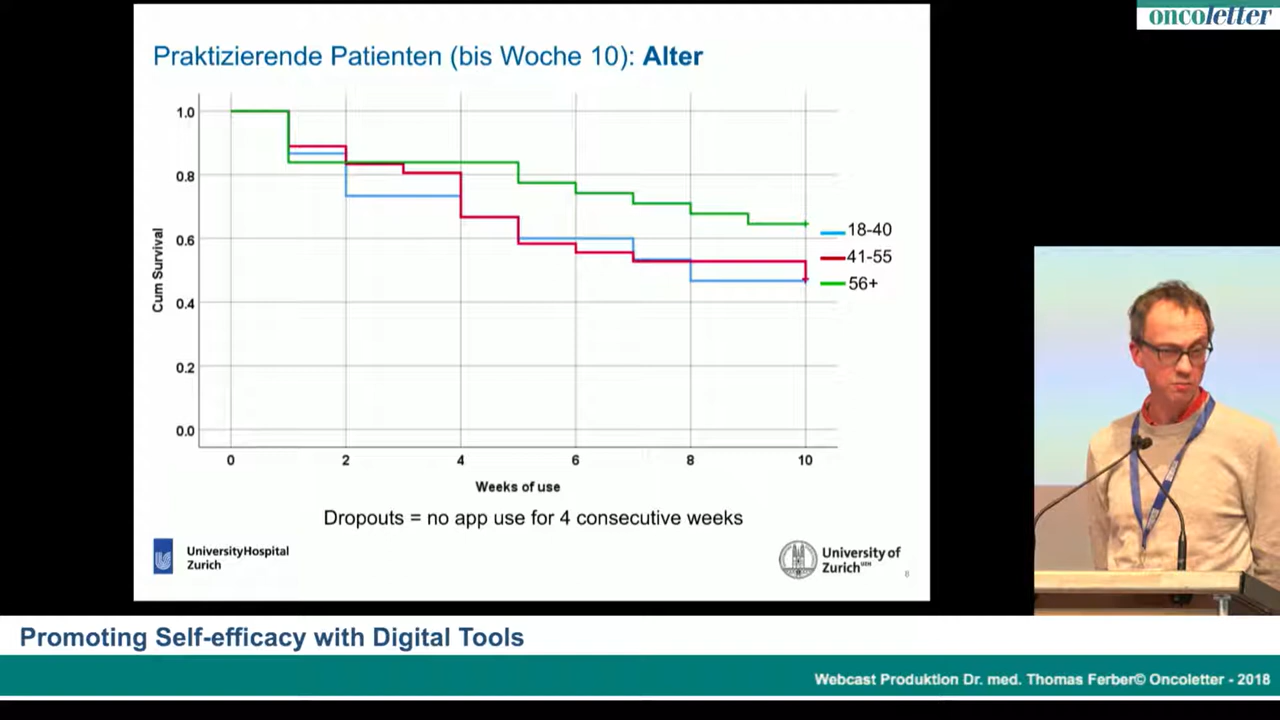 oncoletter
Praktizierende Patienten (bis Woche 10): Alter
1.0
0.8
0.6
0.4
0.2
0.0
Cum Survival
0 2 4 6 8 10
Weeks of use
18-40
41-55
56+
Dropouts = no app use for 4 consecutive weeks
UniversityHospital
Zurich
University of
Zurich UZH
8
Promoting Self-efficacy with Digital Tools
Webcast Produktion Dr. med. Thomas Ferber© Oncoletter - 2018